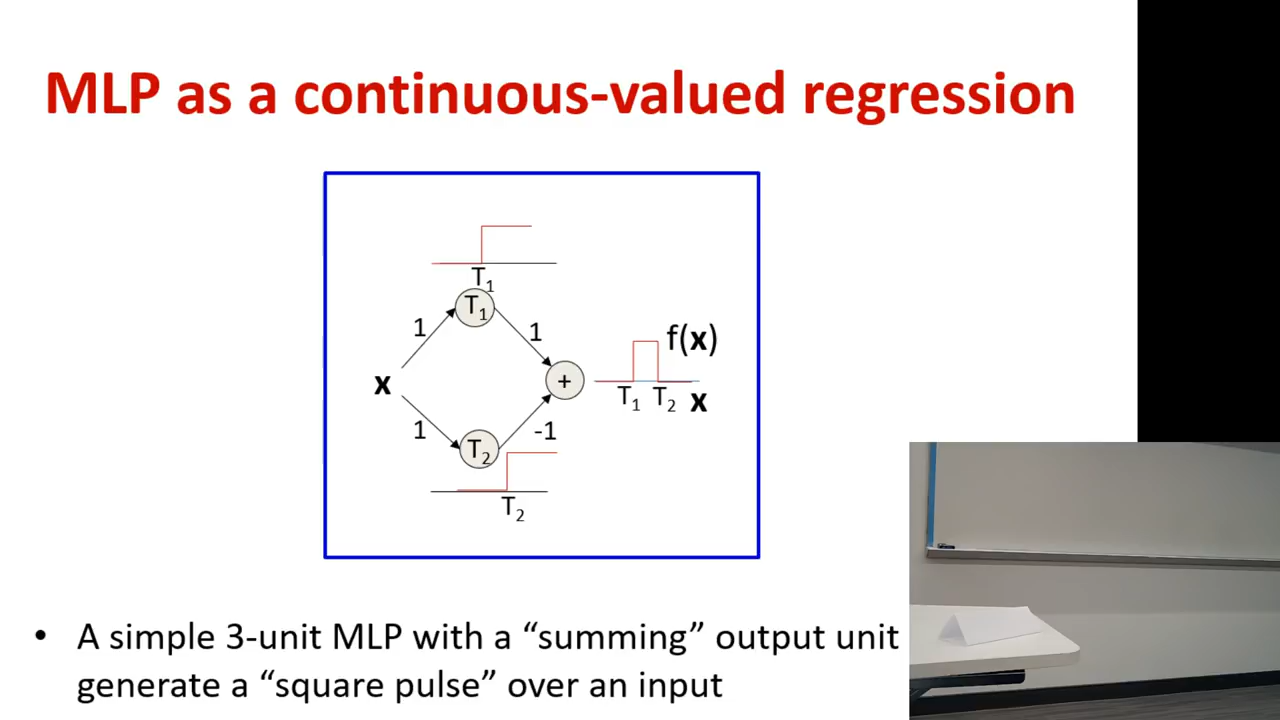 MLP as a continuous-valued regression
T1
T1
1
1
f(x)
x
+
T1 T2 x
1
-1
T2
T2
• A simple 3-unit MLP with a “summing” output unit
generate a “square pulse” over an input